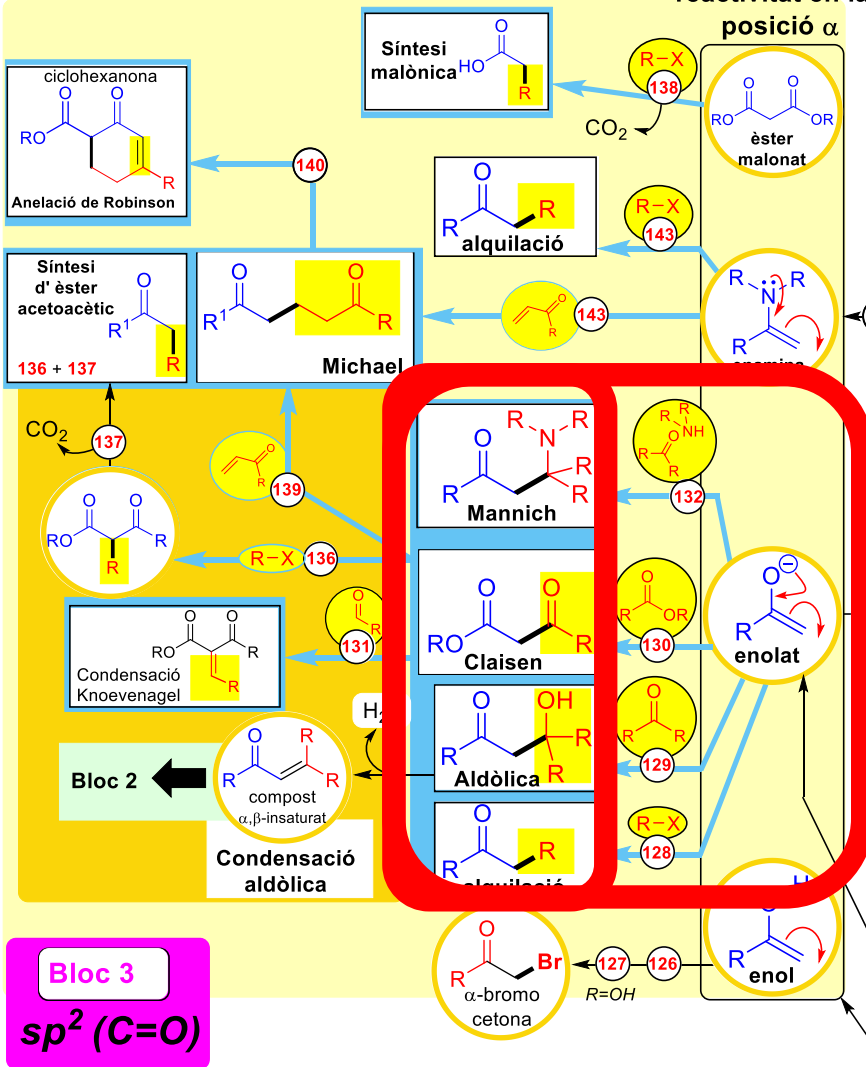 posició α
Síntesi
malònica
HO
O
R
R–X
138
CO2
O O
RO OR
èster
malonat
ciclohexanona
O O
RO
R
Anelació de Robinson
140
O
R R
alquilació
R–X
143
R R
N
R
Síntesi
d' èster
acetoacètic
O
R1
R
136 + 137
O O
R1 R
Michael
O
R
143
CO2
137
O
R
139
R R
N
O
R R
R
Mannich
R
R NH
O
R R
132
O O
RO R
R
R–X
136
O
RO
O
R
Claisen
O
R OR
130
O–
R
enolat
O
R
131
O O
RO R
R
Condensació
Knoevenagel
OH
O
R R
R
Aldòlica
O
R R
129
Bloc 2
O R
R R
compost
α,β-insaturat
Condensació
aldòlica
O
R R
R–X
128
O
R Br
α-bromo
cetona
127
126
R=OH
R
enol
Bloc 3
sp2 (C=O)